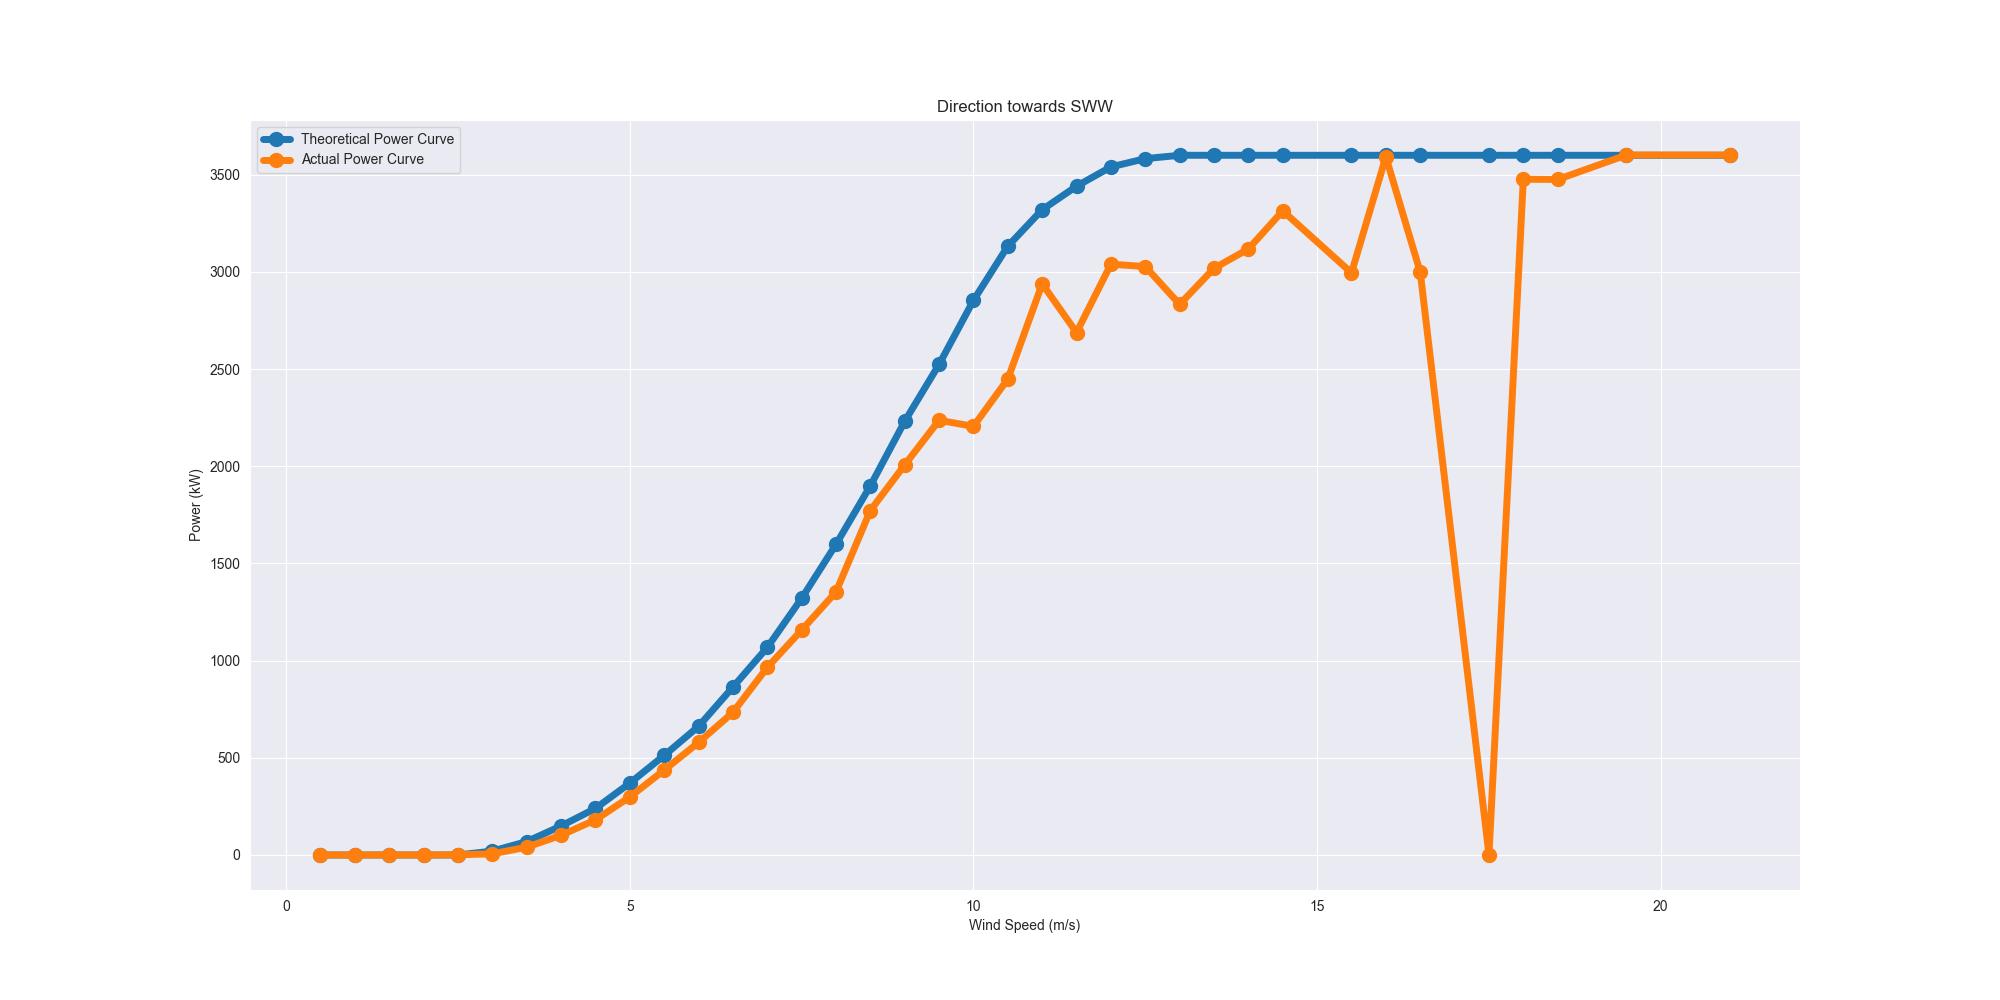 Direction towards SWW
Theoretical Power Curve
Actual Power Curve
Power (kW)
3500
3000
2500
2000
1500
1000
500
0
0 5 10 15 20
Wind Speed (m/s)